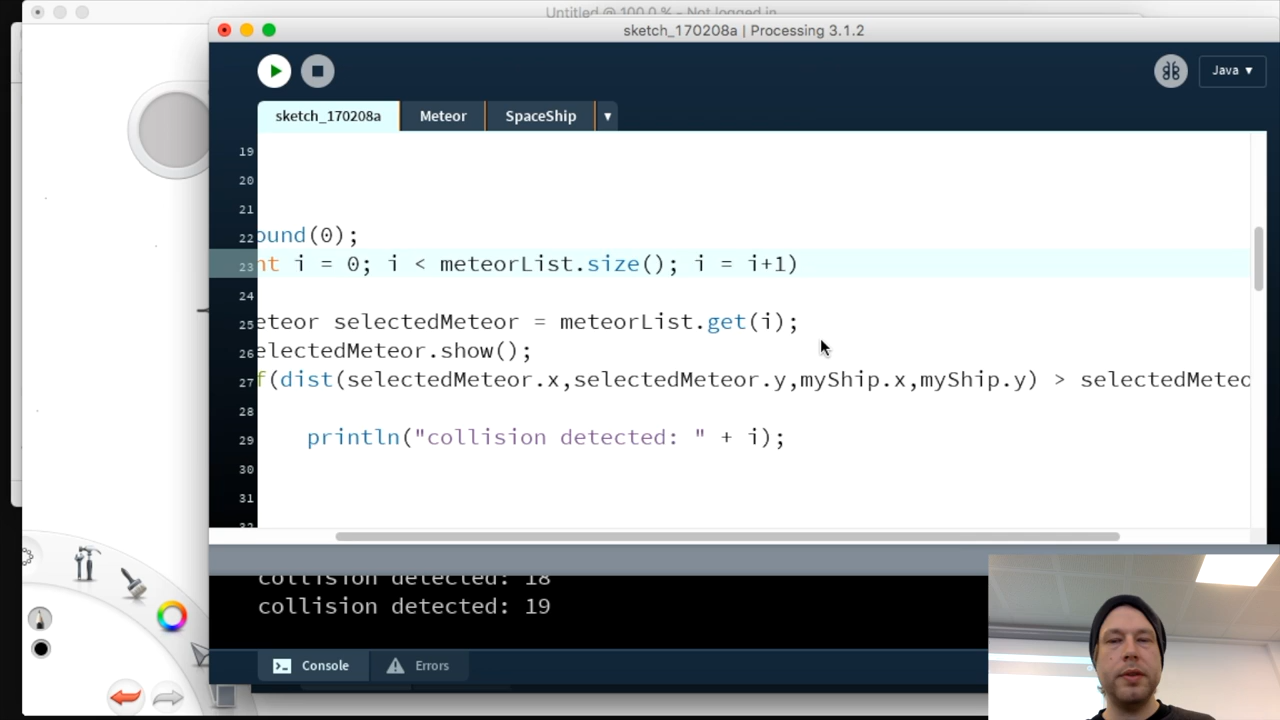 Untitled @ 100.0 % - Not logged in
sketch_170208a | Processing 3.1.2
Java ▾
sketch_170208a
Meteor
SpaceShip
▾
19
20
21
22 ound(0);
23 nt i = 0; i < meteorList.size(); i = i+1)
24
25 eteor selectedMeteor = meteorList.get(i);
26 electedMeteor.show();
27 f(dist(selectedMeteor.x,selectedMeteor.y,myShip.x,myShip.y) > selectedMeteo
28
29 println("collision detected: " + i);
30
31
32
collision detected: 18
collision detected: 19
Console
Errors